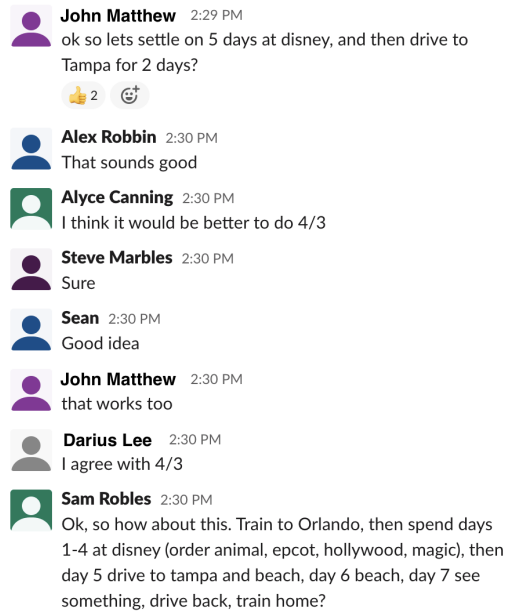 John Matthew 2:29 PM
ok so lets settle on 5 days at disney, and then drive to
Tampa for 2 days?
👍 2
Alex Robbin 2:30 PM
That sounds good
Alyce Canning 2:30 PM
I think it would be better to do 4/3
Steve Marbles 2:30 PM
Sure
Sean 2:30 PM
Good idea
John Matthew 2:30 PM
that works too
Darius Lee 2:30 PM
I agree with 4/3
Sam Robles 2:30 PM
Ok, so how about this. Train to Orlando, then spend days
1-4 at disney (order animal, epcot, hollywood, magic), then
day 5 drive to tampa and beach, day 6 beach, day 7 see
something, drive back, train home?